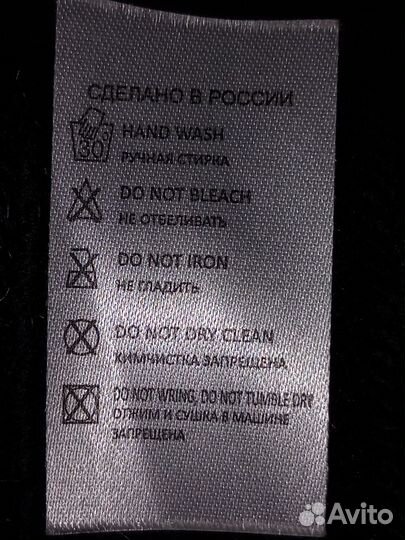 СДЕЛАНО В РОССИИ
30
HAND WASH
РУЧНАЯ СТИРКА
DO NOT BLEACH
НЕ ОТБЕЛИВАТЬ
DO NOT IRON
НЕ ГЛАДИТЬ
DO NOT DRY CLEAN
ХИМЧИСТКА ЗАПРЕЩЕНА
DO NOT WRING, DO NOT TUMBLE DRY
ОТЖИМ И СУШКА В МАШИНЕ
ЗАПРЕЩЕНА
Avito